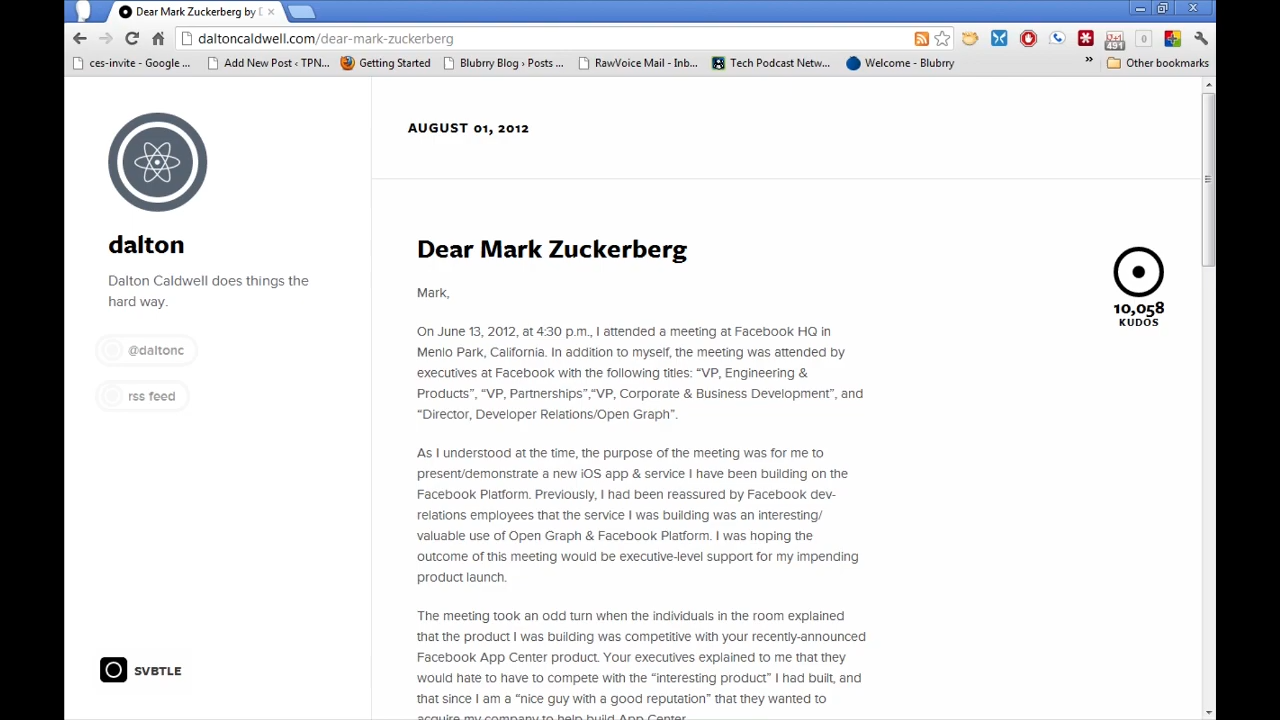 Dear Mark Zuckerberg by D
daltoncaldwell.com/dear-mark-zuckerberg
491
0
ces-invite - Google ...
Add New Post ‹ TPN...
Getting Started
Blubrry Blog › Posts ...
RawVoice Mail - Inb...
Tech Podcast Netw...
Welcome - Blubrry
»
Other bookmarks
AUGUST 01, 2012
dalton
Dalton Caldwell does things the
hard way.
@daltonc
rss feed
SVBTLE
Dear Mark Zuckerberg
10,058
KUDOS
Mark,
On June 13, 2012, at 4:30 p.m., I attended a meeting at Facebook HQ in
Menlo Park, California. In addition to myself, the meeting was attended by
executives at Facebook with the following titles: “VP, Engineering &
Products”, “VP, Partnerships”,“VP, Corporate & Business Development”, and
“Director, Developer Relations/Open Graph”.
As I understood at the time, the purpose of the meeting was for me to
present/demonstrate a new iOS app & service I have been building on the
Facebook Platform. Previously, I had been reassured by Facebook dev-
relations employees that the service I was building was an interesting/
valuable use of Open Graph & Facebook Platform. I was hoping the
outcome of this meeting would be executive-level support for my impending
product launch.
The meeting took an odd turn when the individuals in the room explained
that the product I was building was competitive with your recently-announced
Facebook App Center product. Your executives explained to me that they
would hate to have to compete with the “interesting product” I had built, and
that since I am a “nice guy with a good reputation” that they wanted to
acquire my company to help build App Center.